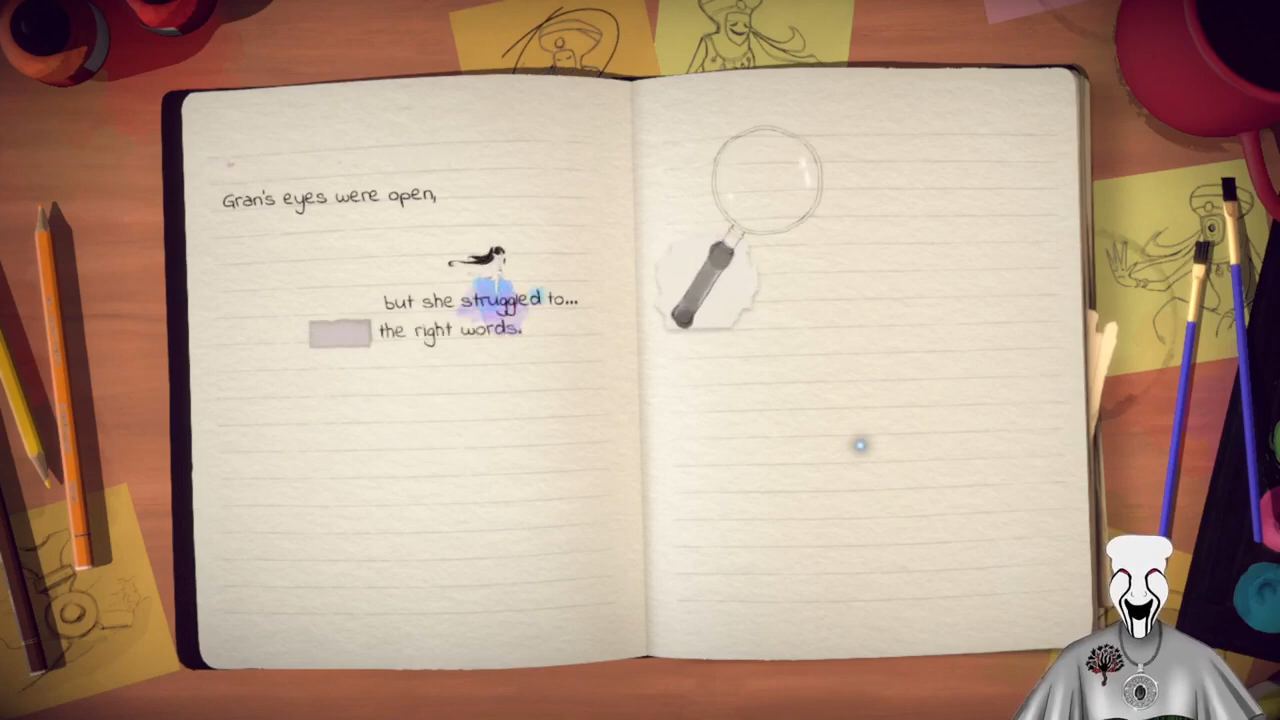 Gran's eyes were open,
but she struggled to...
the right words.